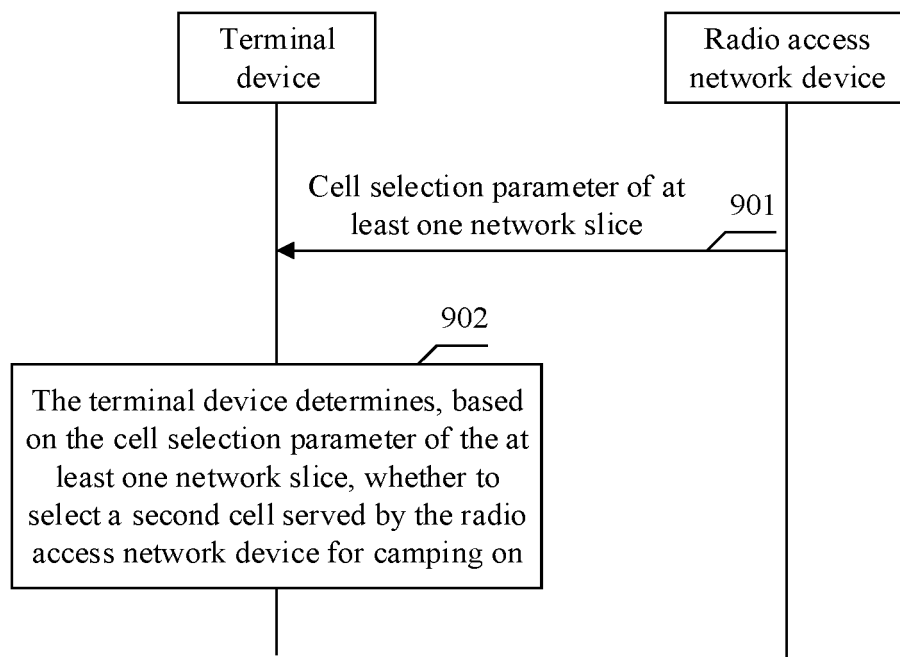 Terminal
device
Radio access
network device
Cell selection parameter of at
least one network slice
901
902
The terminal device determines, based
on the cell selection parameter of the at
least one network slice, whether to
select a second cell served by the radio
access network device for camping on